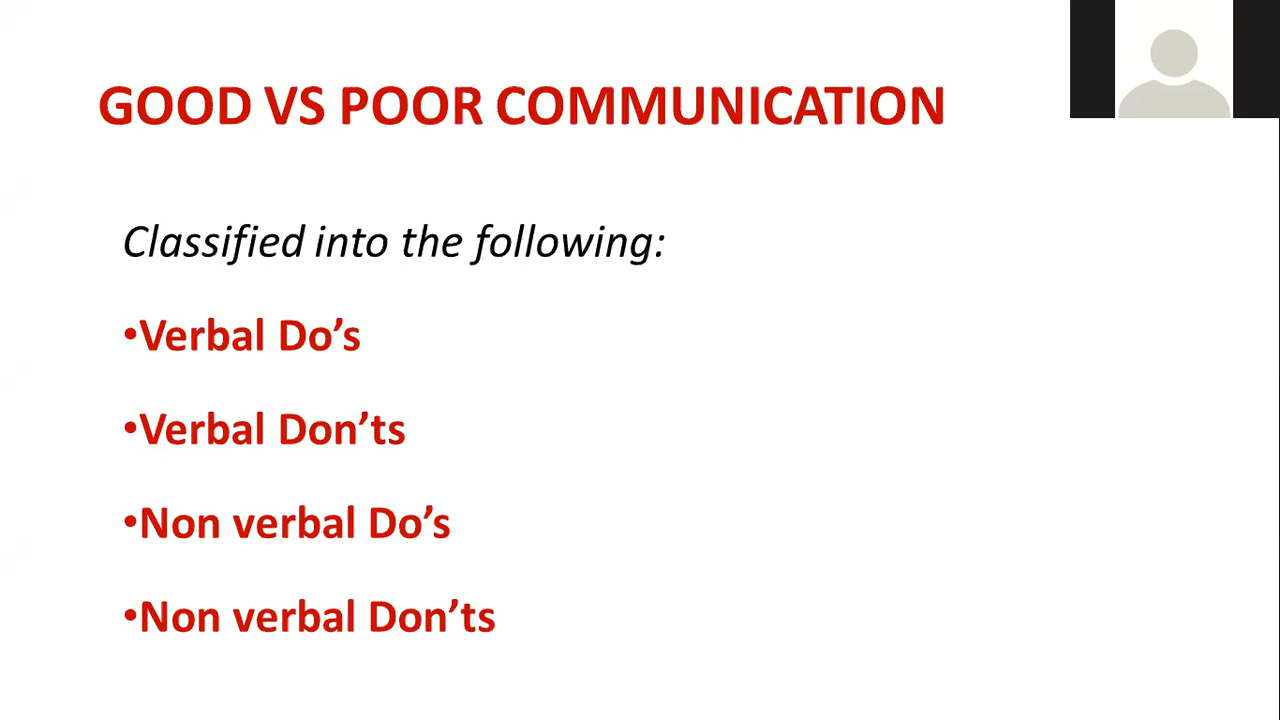 GOOD VS POOR COMMUNICATION
Classified into the following:
•Verbal Do’s
•Verbal Don’ts
•Non verbal Do’s
•Non verbal Don’ts